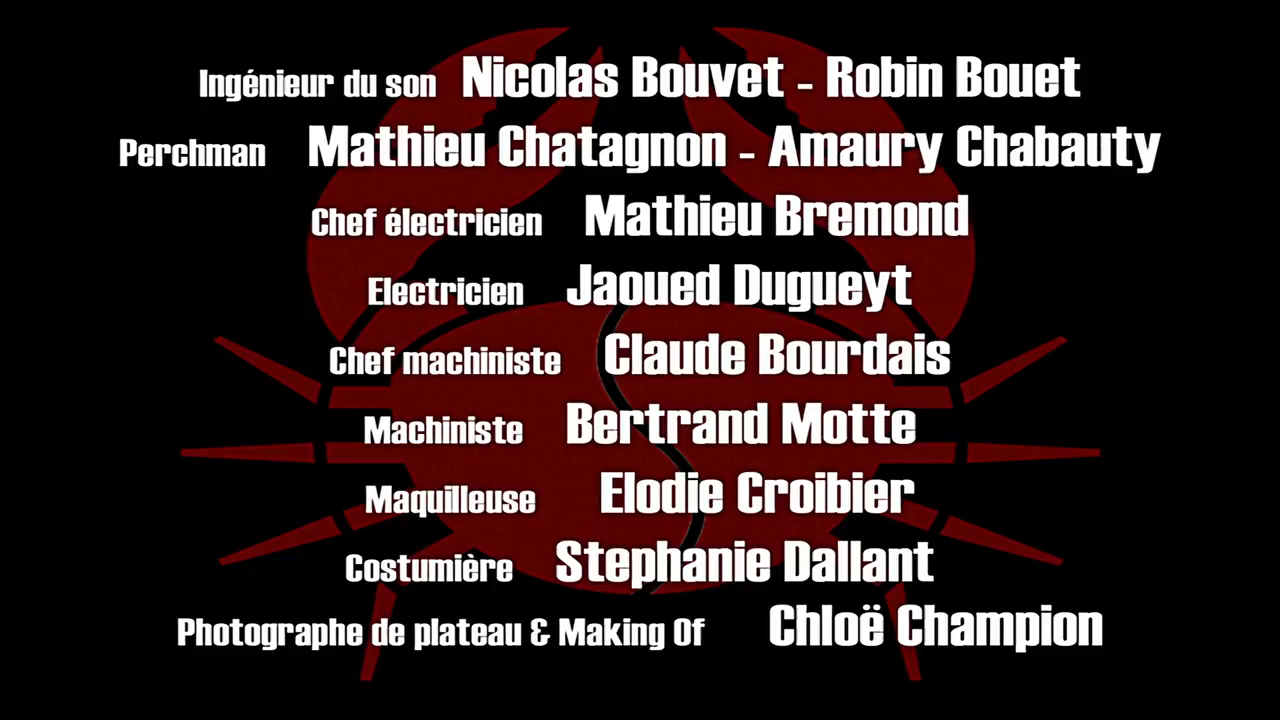 Ingénieur du son Nicolas Bouvet - Robin Bouet
Perchman Mathieu Chatagnon - Amaury Chabauty
Chef électricien Mathieu Bremond
Electricien Jaoued Dugueyt
Chef machiniste Claude Bourdais
Machiniste Bertrand Motte
Maquilleuse Elodie Croibier
Costumière Stephanie Dallant
Photographe de plateau & Making Of Chloë Champion